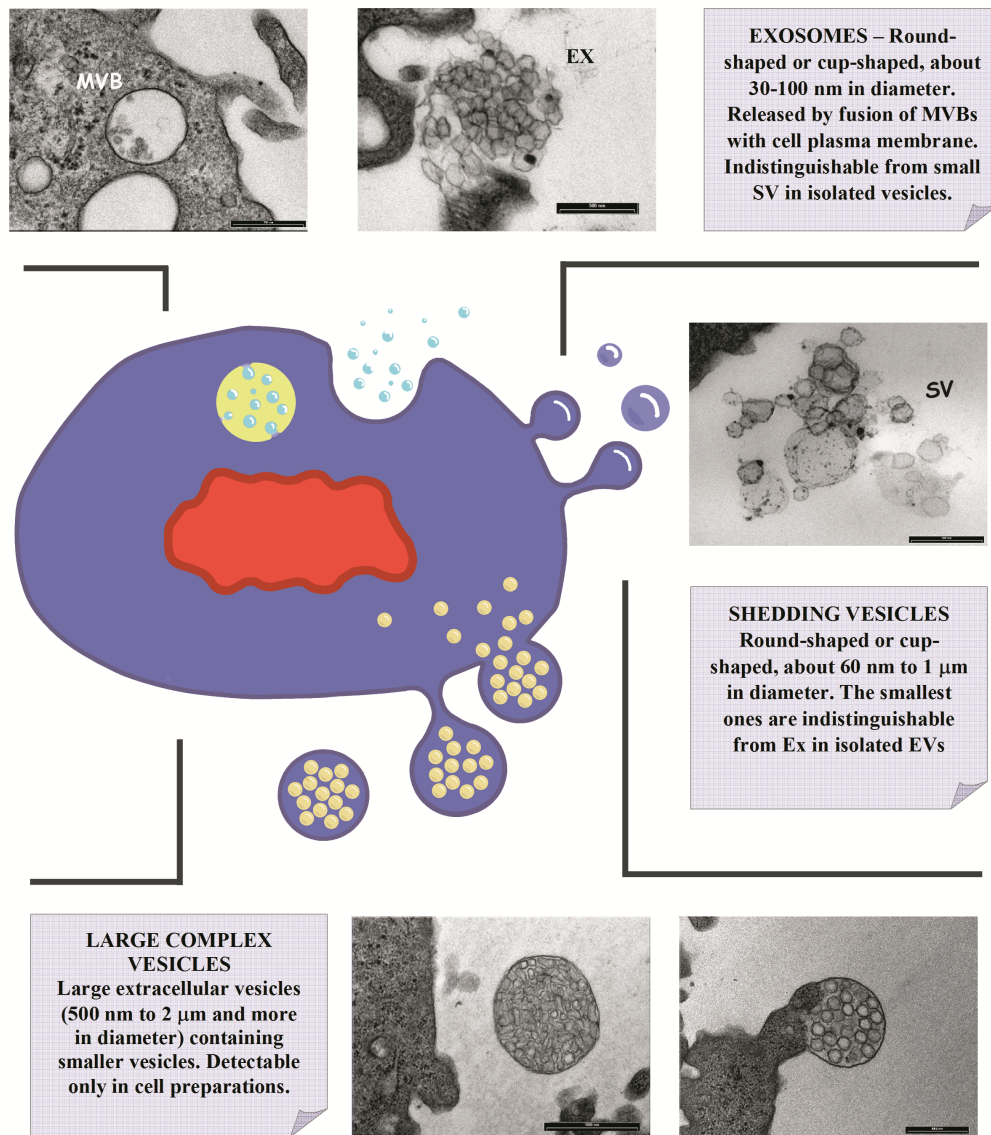 MVB
EX
EXOSOMES – Round-
shaped or cup-shaped, about
30-100 nm in diameter.
Released by fusion of MVBs
with cell plasma membrane.
Indistinguishable from small
SV in isolated vesicles.
500 nm
SV
SHEDDING VESICLES
Round-shaped or cup-
shaped, about 60 nm to 1 μm
in diameter. The smallest
ones are indistinguishable
from Ex in isolated EVs
LARGE COMPLEX
VESICLES
Large extracellular vesicles
(500 nm to 2 μm and more
in diameter) containing
smaller vesicles. Detectable
only in cell preparations.
1000 nm